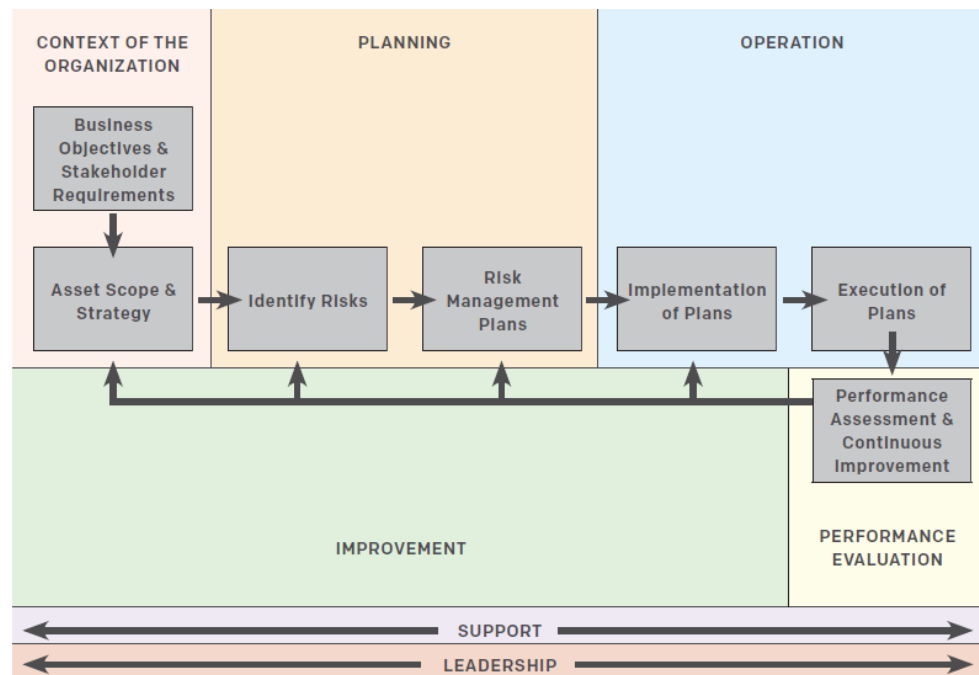 CONTEXT OF THE
ORGANIZATION
PLANNING
OPERATION
Business
Objectives &
Stakeholder
Requirements
Asset Scope &
Strategy
Identify Risks
Risk
Management
Plans
Implementation
of Plans
Execution of
Plans
Performance
Assessment &
Continuous
Improvement
IMPROVEMENT
PERFORMANCE
EVALUATION
SUPPORT
LEADERSHIP